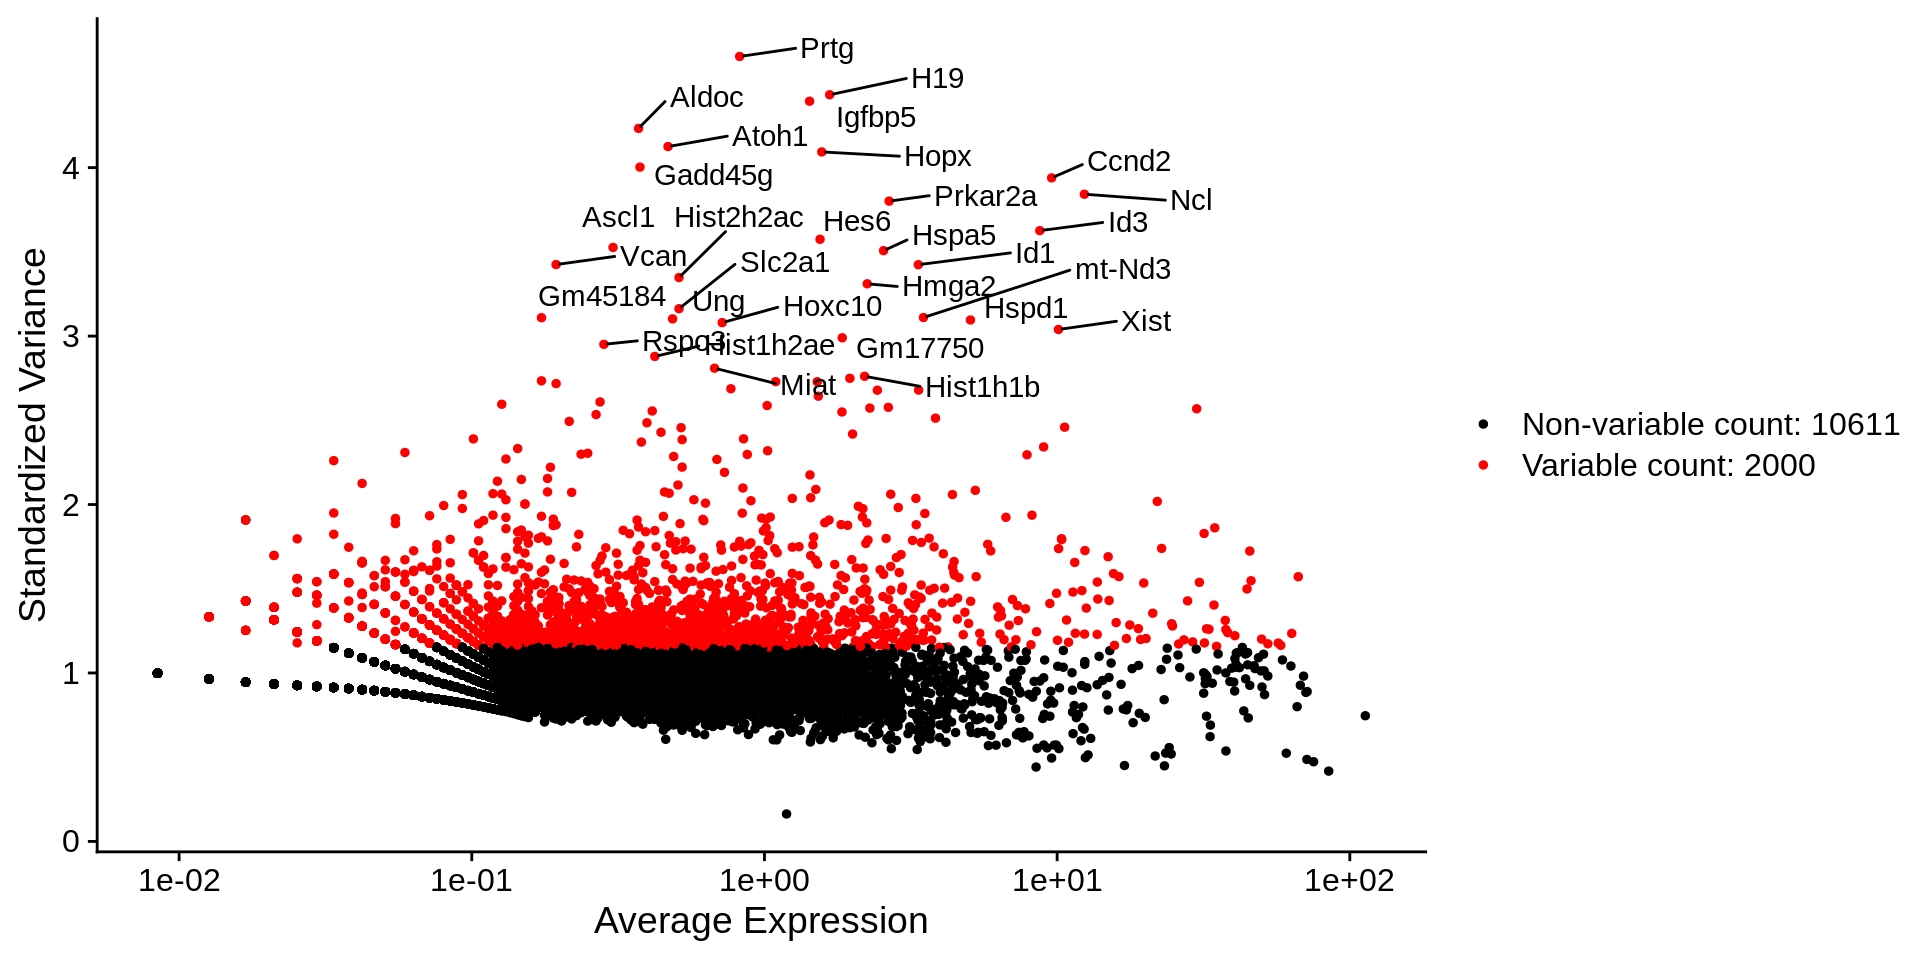 Prtg
H19
Aldoc
Igfbp5
Atoh1
Hopx
Ccnd2
Gadd45g
Prkar2a
Ncl
Ascl1
Hist2h2ac
Hes6
Id3
Hspa5
Id1
Vcan
Slc2a1
mt-Nd3
Hmga2
Gm45184
Ung
Hoxc10
Hspd1
Xist
Rspo3
Hist1h2ae
Gm17750
Miat
Hist1h1b
4
3
2
1
0
Standardized Variance
1e-02
1e-01
1e+00
1e+01
1e+02
Average Expression
Non-variable count: 10611
Variable count: 2000